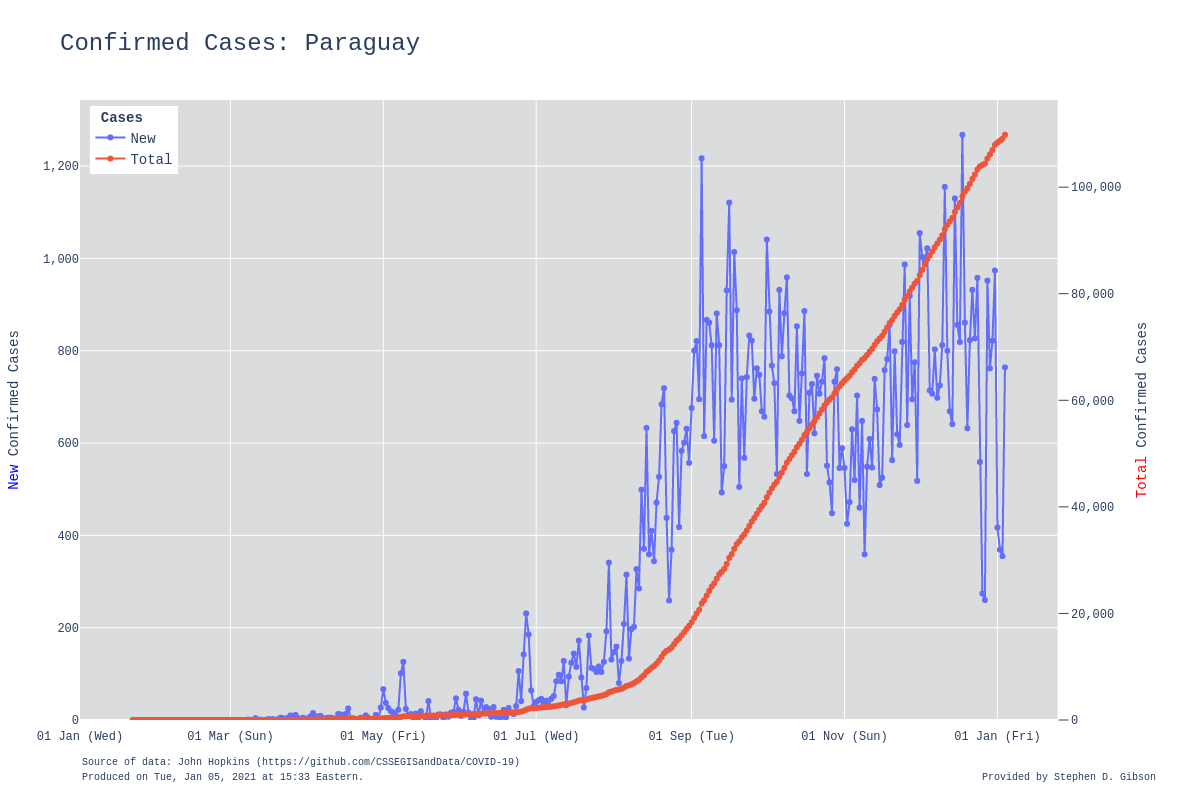 Confirmed Cases: Paraguay
Cases
New
Total
1,200
1,000
800
600
400
200
0
100,000
80,000
60,000
40,000
20,000
0
New Confirmed Cases
Total Confirmed Cases
01 Jan (Wed) 01 Mar (Sun) 01 May (Fri) 01 Jul (Wed) 01 Sep (Tue) 01 Nov (Sun) 01 Jan (Fri)
Source of data: John Hopkins (https://github.com/CSSEGISandData/COVID-19)
Produced on Tue, Jan 05, 2021 at 15:33 Eastern.
Provided by Stephen D. Gibson